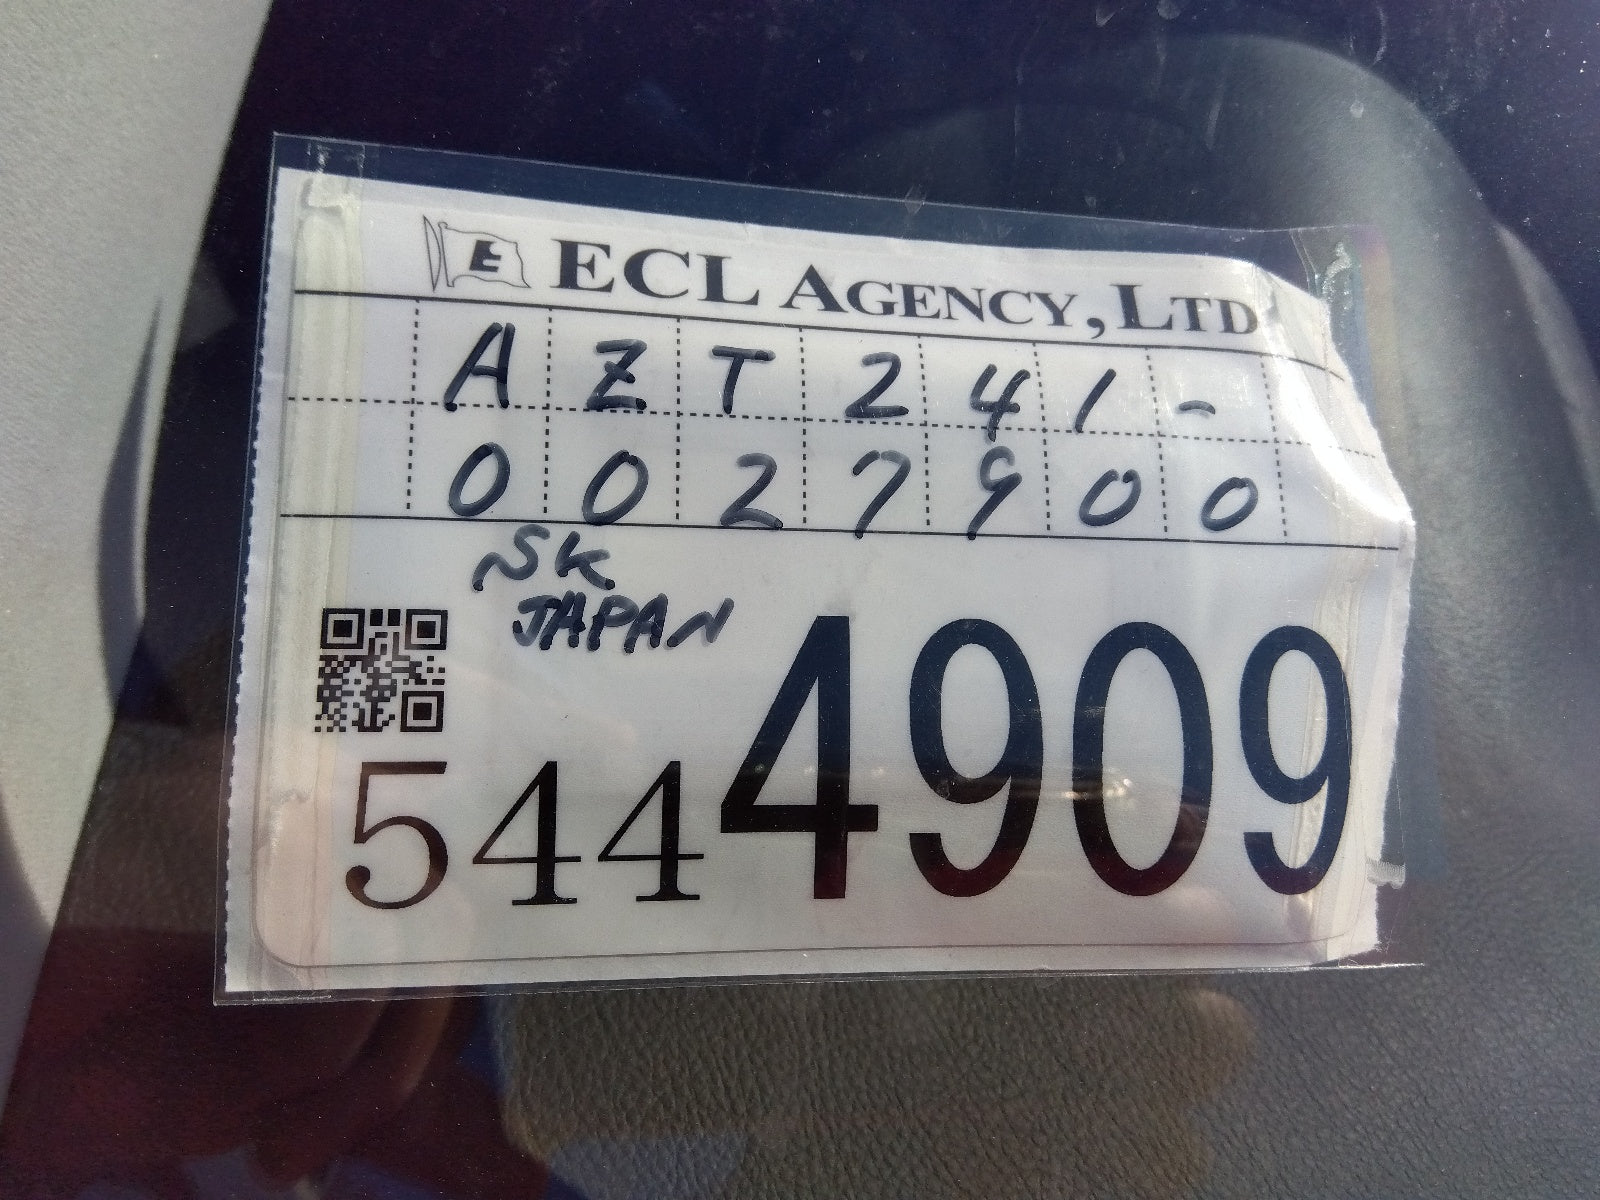 E ECL AGENCY, LTD
AZT241-
0027900
SK
JAPAN
5444909